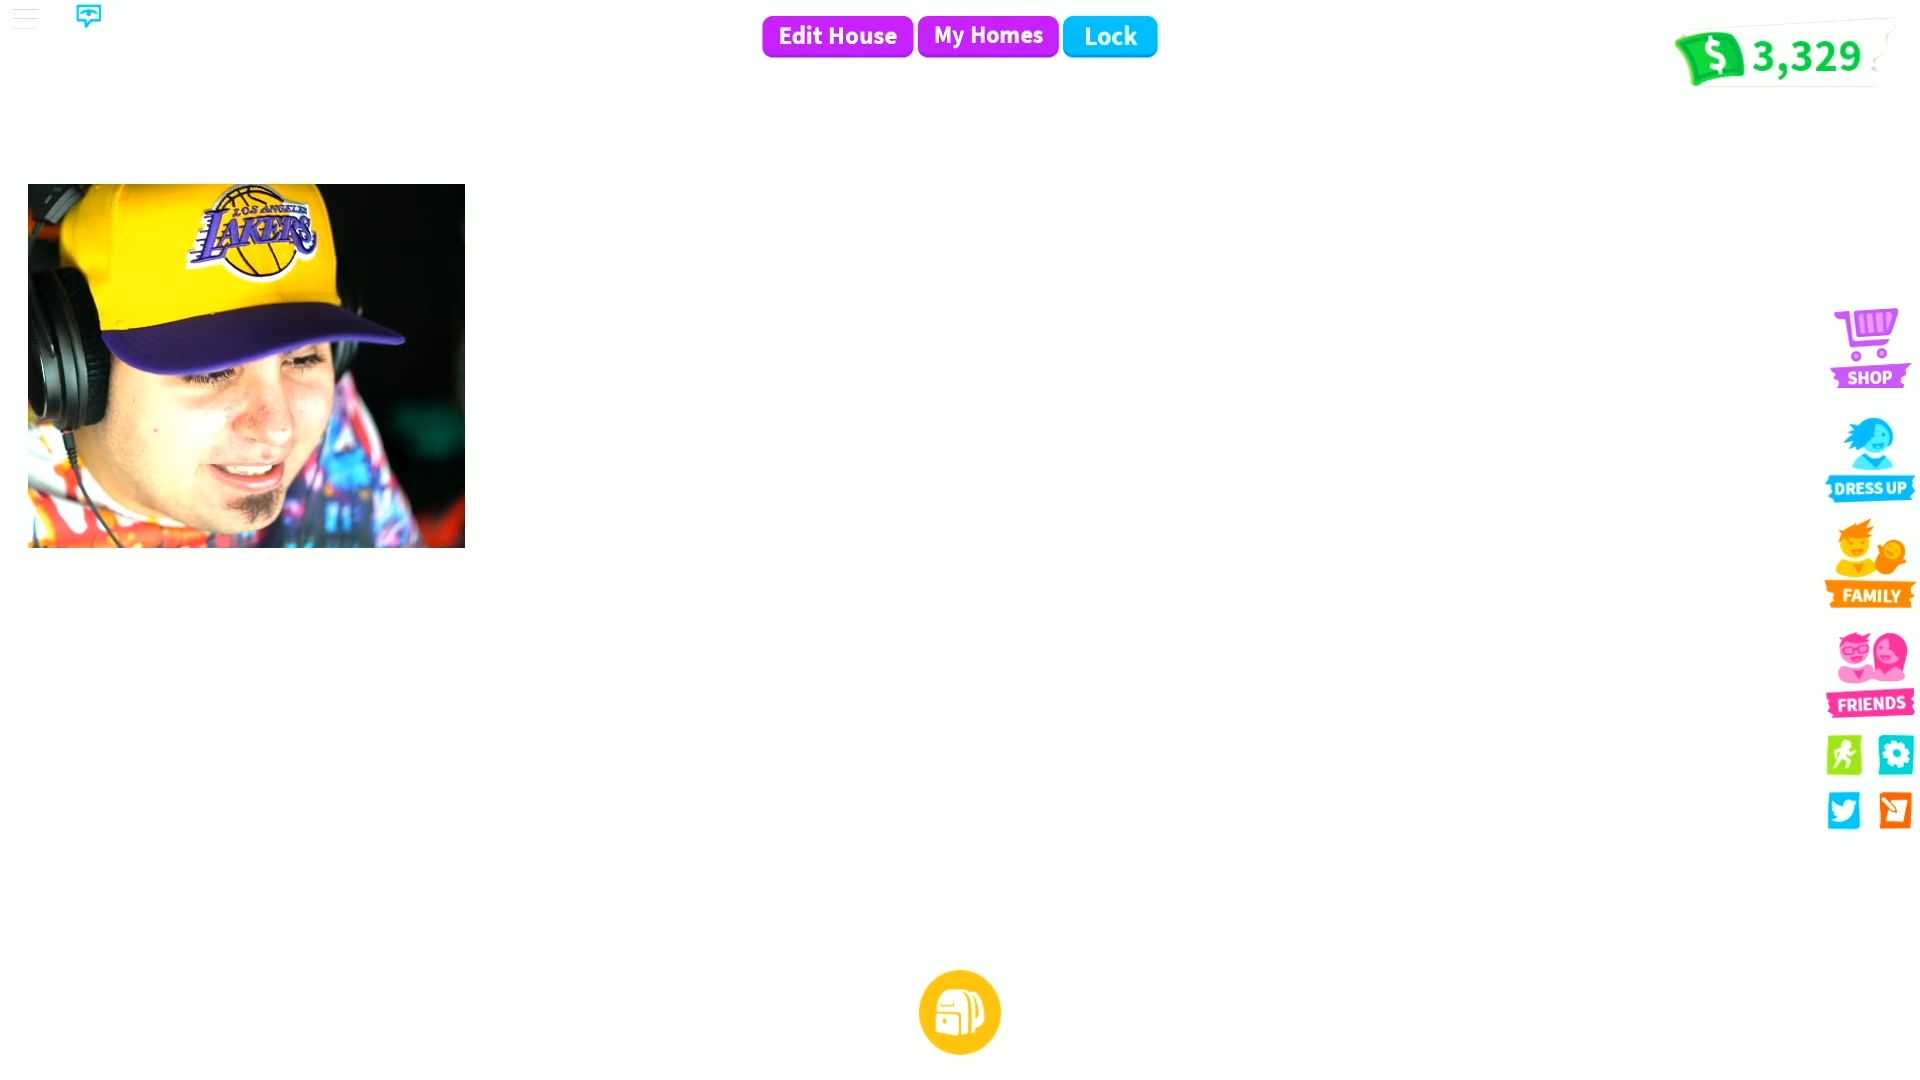 Edit House
My Homes
Lock
$ 3,329
LOS ANGELES
LAKERS
SHOP
DRESS UP
FAMILY
FRIENDS